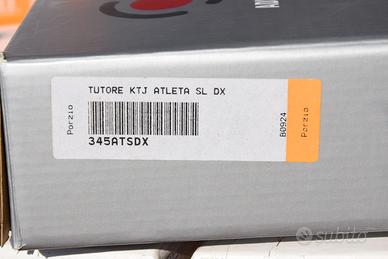 TUTORE KTJ ATLETA SL DX
Porzio
345ATSDX
B0924
Porzio
subito